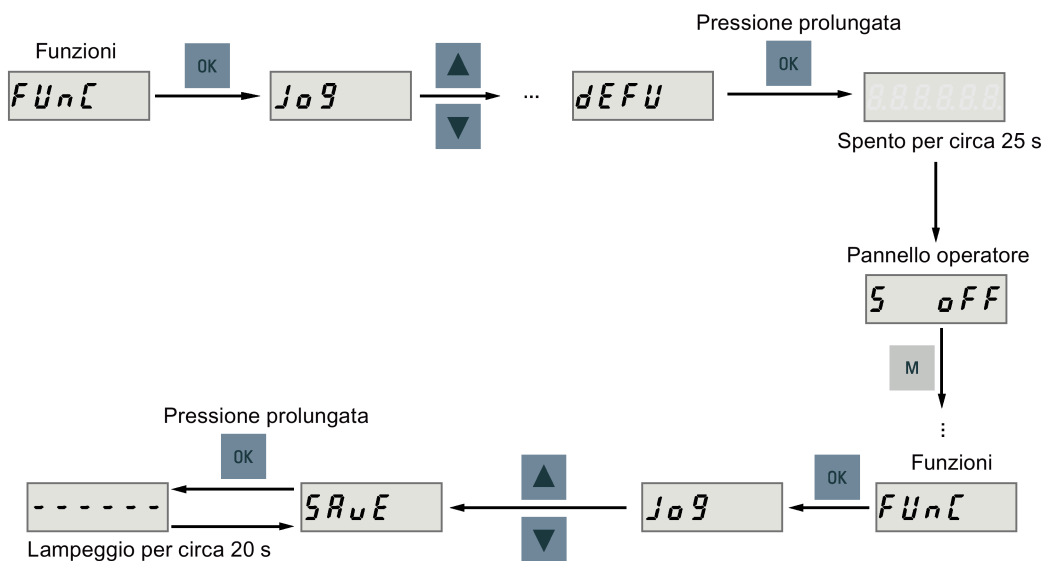 Funzioni
FUnC
OK
Jog
...
dEFU
Pressione prolungata
OK
8.8.8.8.8.8.
Spento per circa 25 s
Pannello operatore
S oFF
M
...
Funzioni
FUnC
OK
Jog
SAvE
Pressione prolungata
OK
- - - - - -
Lampeggio per circa 20 s